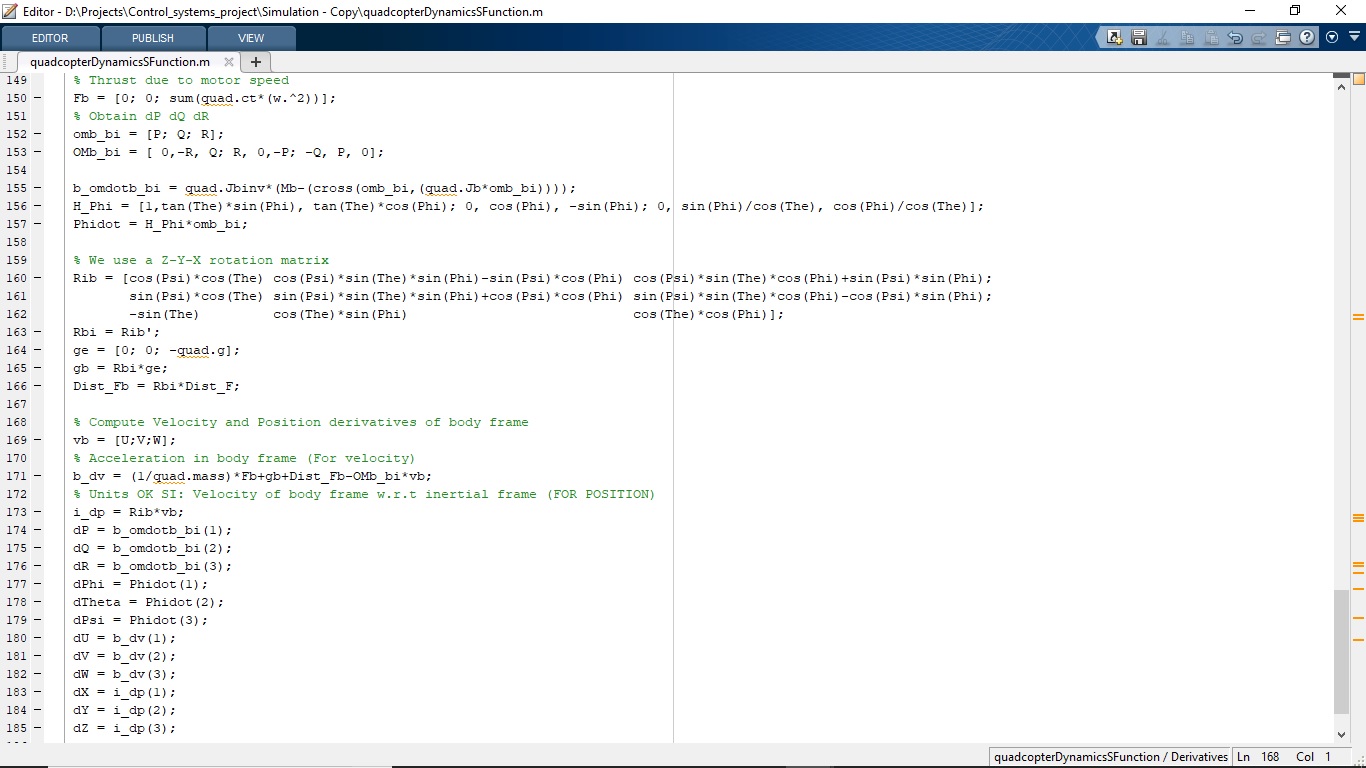 Editor - D:\Projects\Control_systems_project\Simulation - Copy\quadcopterDynamicsSFunction.m
EDITOR PUBLISH VIEW
quadcopterDynamicsSFunction.m
149 % Thrust due to motor speed
150 - Fb = [0; 0; sum(quad.ct*(w.^2))];
151 % Obtain dP dQ dR
152 - omb_bi = [P; Q; R];
153 - OMb_bi = [ 0,-R, Q; R, 0,-P; -Q, P, 0];
154
155 - b_omdotb_bi = quad.Jbinv*(Mb-(cross(omb_bi,(quad.Jb*omb_bi))));
156 - H_Phi = [1,tan(The)*sin(Phi), tan(The)*cos(Phi); 0, cos(Phi), -sin(Phi); 0, sin(Phi)/cos(The), cos(Phi)/cos(The)];
157 - Phidot = H_Phi*omb_bi;
158
159 % We use a Z-Y-X rotation matrix
160 - Rib = [cos(Psi)*cos(The) cos(Psi)*sin(The)*sin(Phi)-sin(Psi)*cos(Phi) cos(Psi)*sin(The)*cos(Phi)+sin(Psi)*sin(Phi);
161 sin(Psi)*cos(The) sin(Psi)*sin(The)*sin(Phi)+cos(Psi)*cos(Phi) sin(Psi)*sin(The)*cos(Phi)-cos(Psi)*sin(Phi);
162 -sin(The) cos(The)*sin(Phi) cos(The)*cos(Phi)];
163 - Rbi = Rib';
164 - ge = [0; 0; -quad.g];
165 - gb = Rbi*ge;
166 - Dist_Fb = Rbi*Dist_F;
167
168 % Compute Velocity and Position derivatives of body frame
169 - vb = [U;V;W];
170 % Acceleration in body frame (For velocity)
171 - b_dv = (1/quad.mass)*Fb+gb+Dist_Fb-OMb_bi*vb;
172 % Units OK SI: Velocity of body frame w.r.t inertial frame (FOR POSITION)
173 - i_dp = Rib*vb;
174 - dP = b_omdotb_bi(1);
175 - dQ = b_omdotb_bi(2);
176 - dR = b_omdotb_bi(3);
177 - dPhi = Phidot(1);
178 - dTheta = Phidot(2);
179 - dPsi = Phidot(3);
180 - dU = b_dv(1);
181 - dV = b_dv(2);
182 - dW = b_dv(3);
183 - dX = i_dp(1);
184 - dY = i_dp(2);
185 - dZ = i_dp(3);
quadcopterDynamicsSFunction / Derivatives Ln 168 Col 1